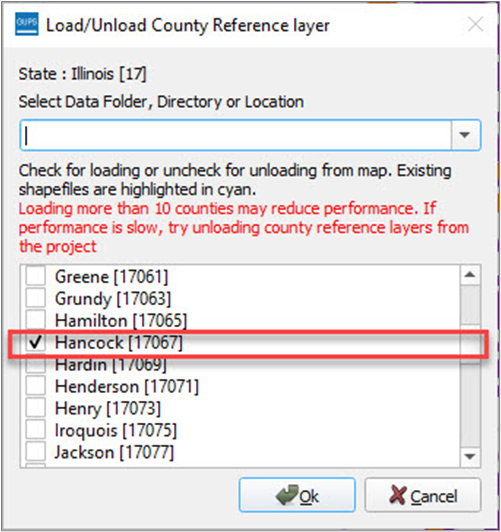 GUPS Load/Unload County Reference layer
State : Illinois [17]
Select Data Folder, Directory or Location
Check for loading or uncheck for unloading from map. Existing
shapefiles are highlighted in cyan.
Loading more than 10 counties may reduce performance. If
performance is slow, try unloading county reference layers from
the project
Greene [17061]
Grundy [17063]
Hamilton [17065]
Hancock [17067]
Hardin [17069]
Henderson [17071]
Henry [17073]
Iroquois [17075]
Jackson [17077]
Ok Cancel